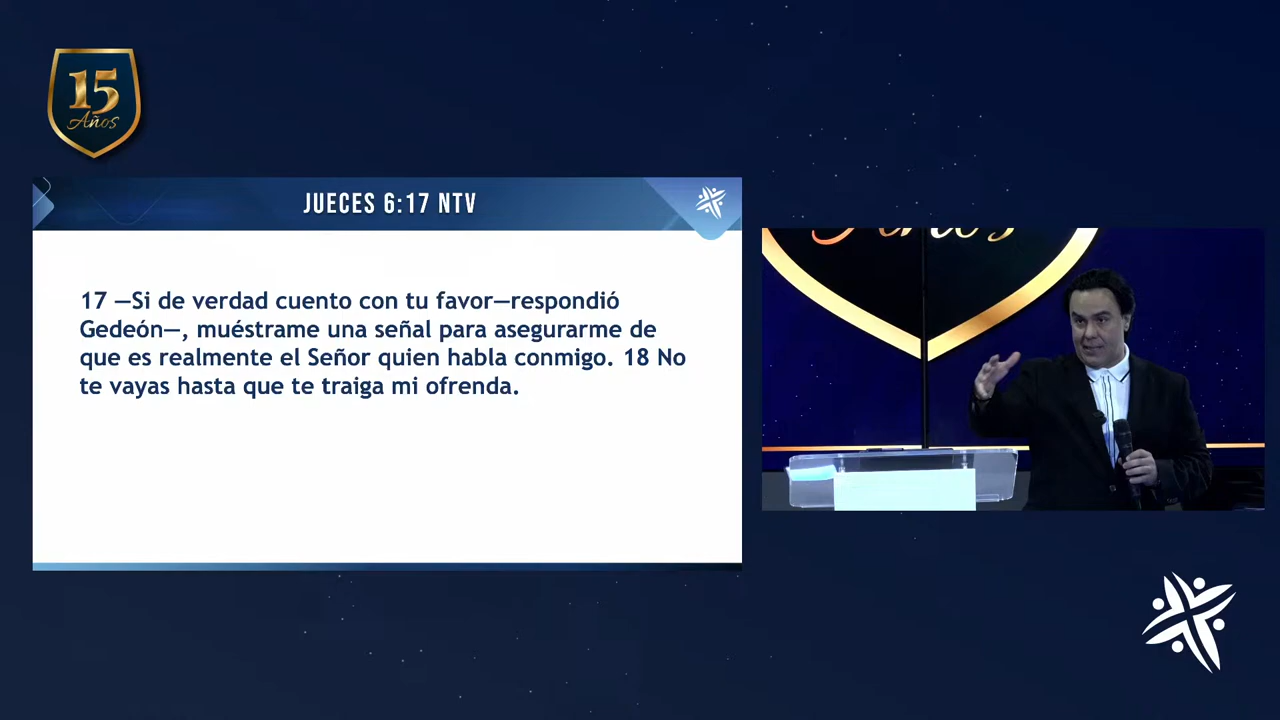 15
Años
JUECES 6:17 NTV
17 —Si de verdad cuento con tu favor—respondió
Gedeón—, muéstrame una señal para asegurarme de
que es realmente el Señor quien habla conmigo. 18 No
te vayas hasta que te traiga mi ofrenda.
Años